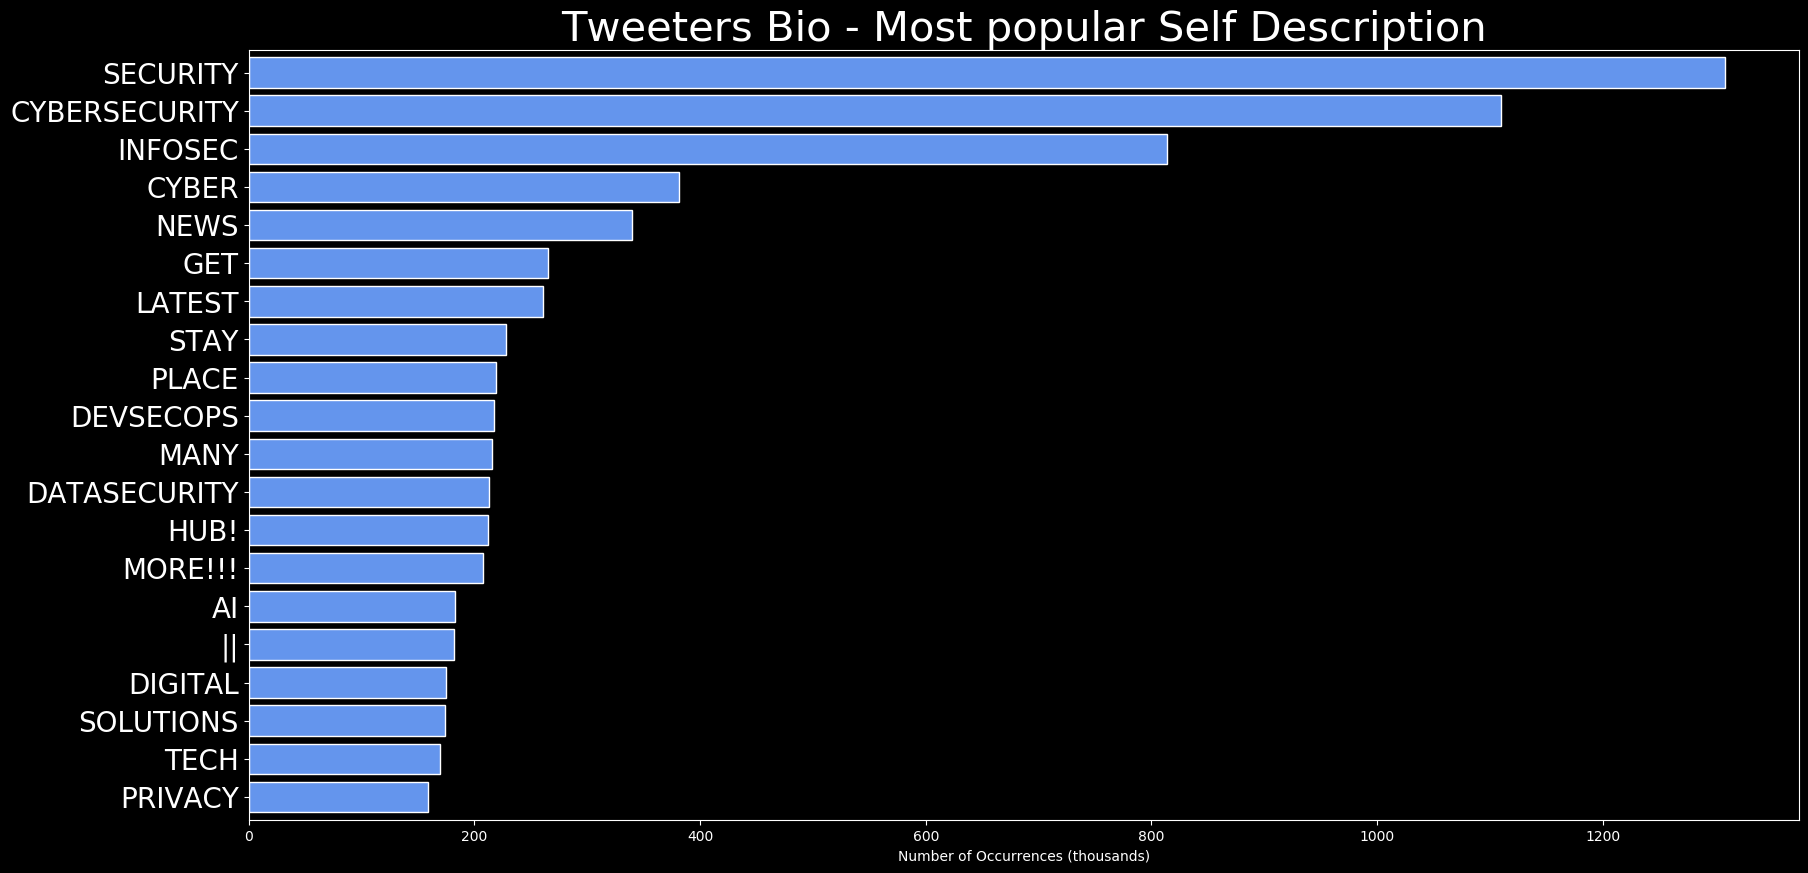 Tweeters Bio - Most popular Self Description
SECURITY
CYBERSECURITY
INFOSEC
CYBER
NEWS
GET
LATEST
STAY
PLACE
DEVSECOPS
MANY
DATASECURITY
HUB!
MORE!!!
AI
||
DIGITAL
SOLUTIONS
TECH
PRIVACY
0 200 400 600 800 1000 1200
Number of Occurrences (thousands)